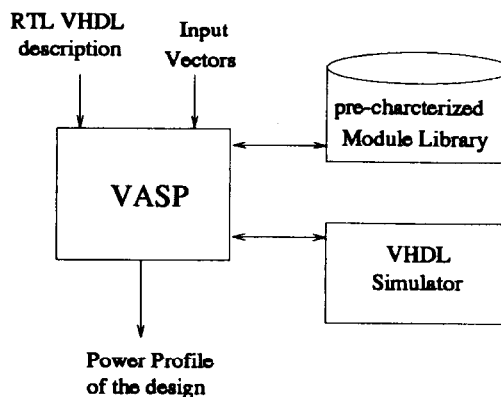 RTL VHDL
description
Input
Vectors
pre-charcterized
Module Library
VASP
VHDL
Simulator
Power Profile
of the design